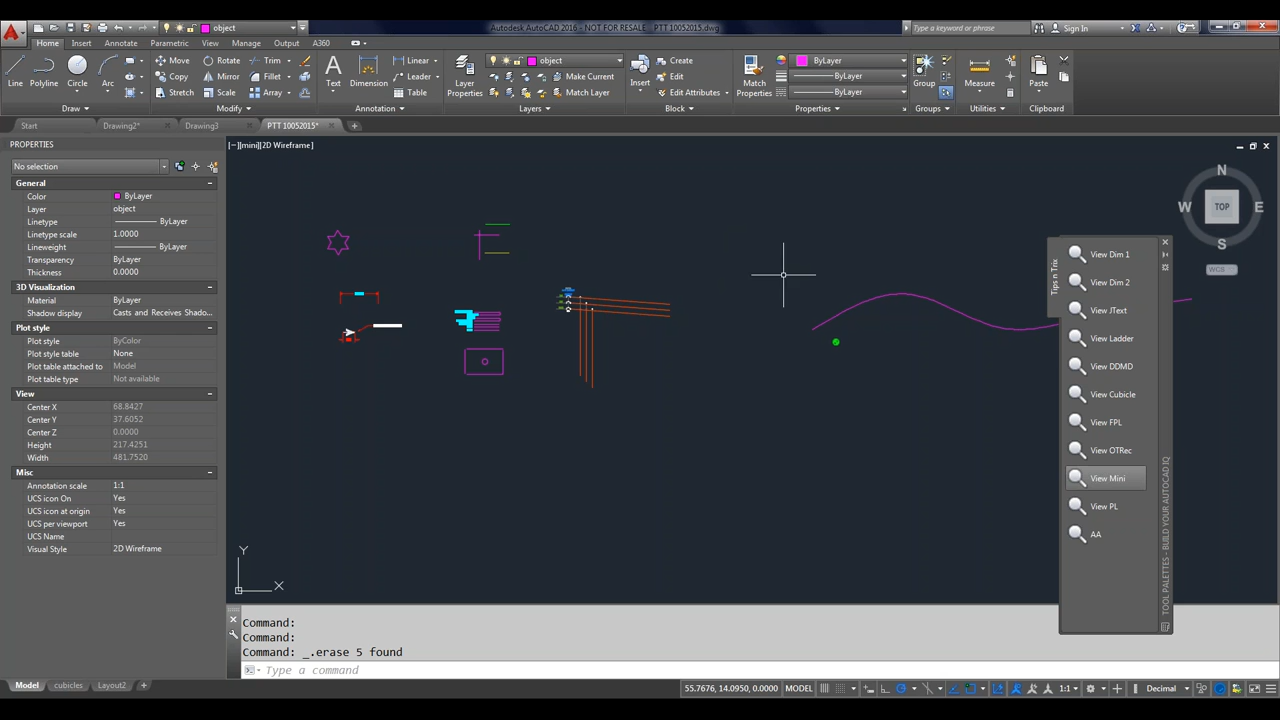 object
Autodesk AutoCAD 2016 - NOT FOR RESALE PTT 10052015.dwg
Type a keyword or phrase
Sign In
Home Insert Annotate Parametric View Manage Output A360
Line Polyline Circle Arc
Move Rotate Trim
Copy Mirror Fillet
Stretch Scale Array
Text Dimension
Linear
Leader
Table
Layer Properties
object
Make Current
Match Layer
Insert
Create
Edit
Edit Attributes
Match Properties
ByLayer
ByLayer
ByLayer
Group
Measure
Paste
Draw Modify Annotation Layers Block Properties Groups Utilities Clipboard
Start Drawing2* Drawing3 PTT 10052015*
PROPERTIES
[−][mini][2D Wireframe]
No selection
General
Color ByLayer
Layer object
Linetype ByLayer
Linetype scale 1.0000
Lineweight ByLayer
Transparency ByLayer
Thickness 0.0000
3D Visualization
Material ByLayer
Shadow display Casts and Receives Shado...
Plot style
Plot style ByColor
Plot style table None
Plot table attached to Model
Plot table type Not available
View
Center X 68.8427
Center Y 37.6052
Center Z 0.0000
Height 217.4251
Width 481.7520
Misc
Annotation scale 1:1
UCS icon On Yes
UCS icon at origin Yes
UCS per viewport Yes
UCS Name
Visual Style 2D Wireframe
N
W TOP E
S
WCS
Tips n Trix
View Dim 1
View Dim 2
View JText
View Ladder
View DDMD
View Cubicle
View FPL
View OTRec
View Mini
View PL
AA
TOOL PALETTES - BUILD YOUR AUTOCAD IQ
Y
X
Command:
Command:
Command: _.erase 5 found
Type a command
Model cubicles Layout2
55.7676, 14.0950, 0.0000 MODEL 1:1 Decimal